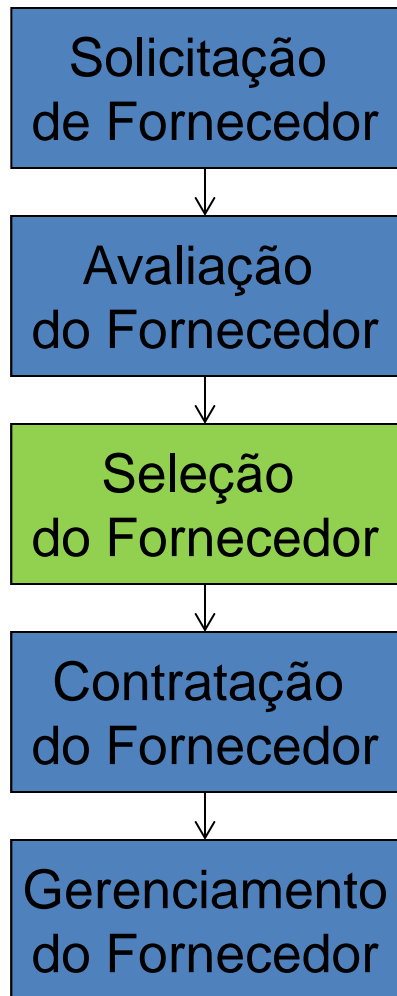 Solicitação
de Fornecedor
Avaliação
do Fornecedor
Seleção
do Fornecedor
Contratação
do Fornecedor
Gerenciamento
do Fornecedor